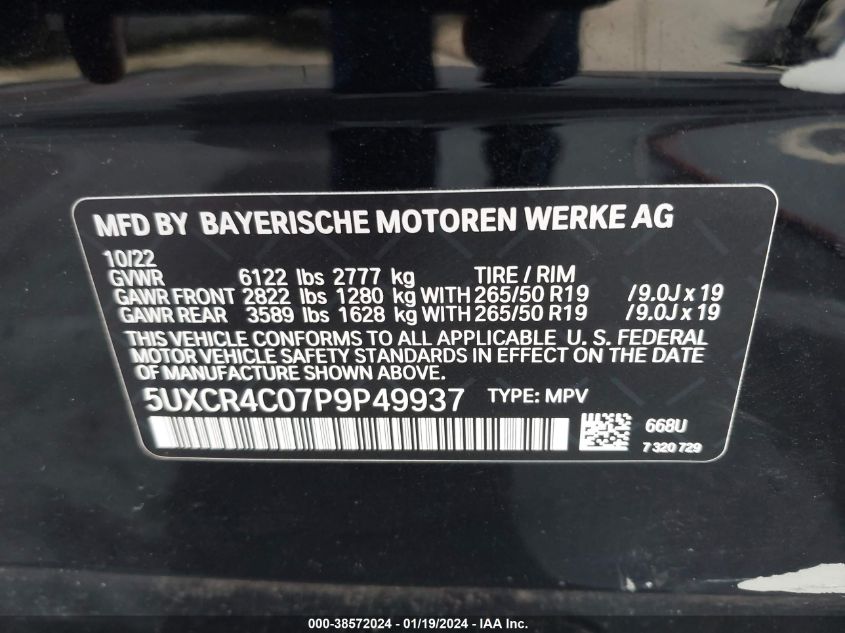 MFD BY BAYERISCHE MOTOREN WERKE AG
10/22
GVWR 6122 lbs 2777 kg TIRE / RIM
GAWR FRONT 2822 lbs 1280 kg WITH 265/50 R19 /9.0J x 19
GAWR REAR 3589 lbs 1628 kg WITH 265/50 R19 /9.0J x 19
THIS VEHICLE CONFORMS TO ALL APPLICABLE U. S. FEDERAL
MOTOR VEHICLE SAFETY STANDARDS IN EFFECT ON THE DATE
OF MANUFACTURE SHOWN ABOVE.
5UXCR4C07P9P49937 TYPE: MPV
668U
7 320 729
000-38572024 - 01/19/2024 - IAA Inc.